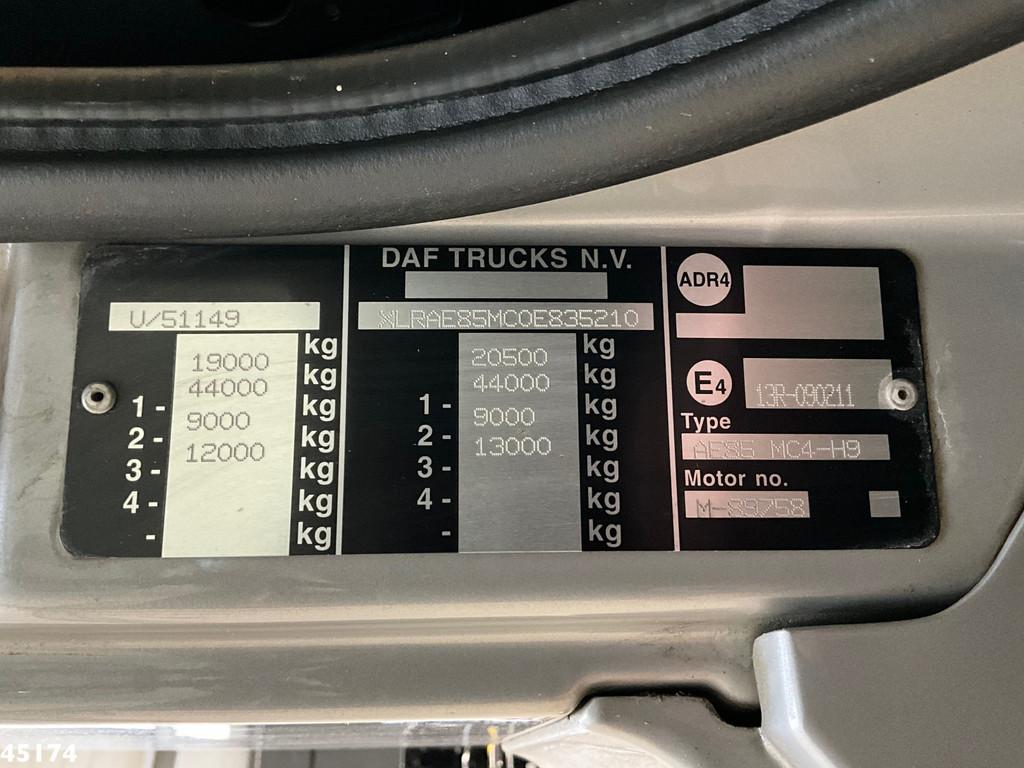 V/51149
19000 kg
44000 kg
1- 9000 kg
2- 12000 kg
3- kg
4- kg
- kg
DAF TRUCKS N.V.
XLRAE85MC0E835210
20500 kg
44000 kg
1- 9000 kg
2- 13000 kg
3- kg
4- kg
- kg
ADR4
E4 13R-090211
Type
AE85 MC4-H9
Motor no.
M-89758
45174